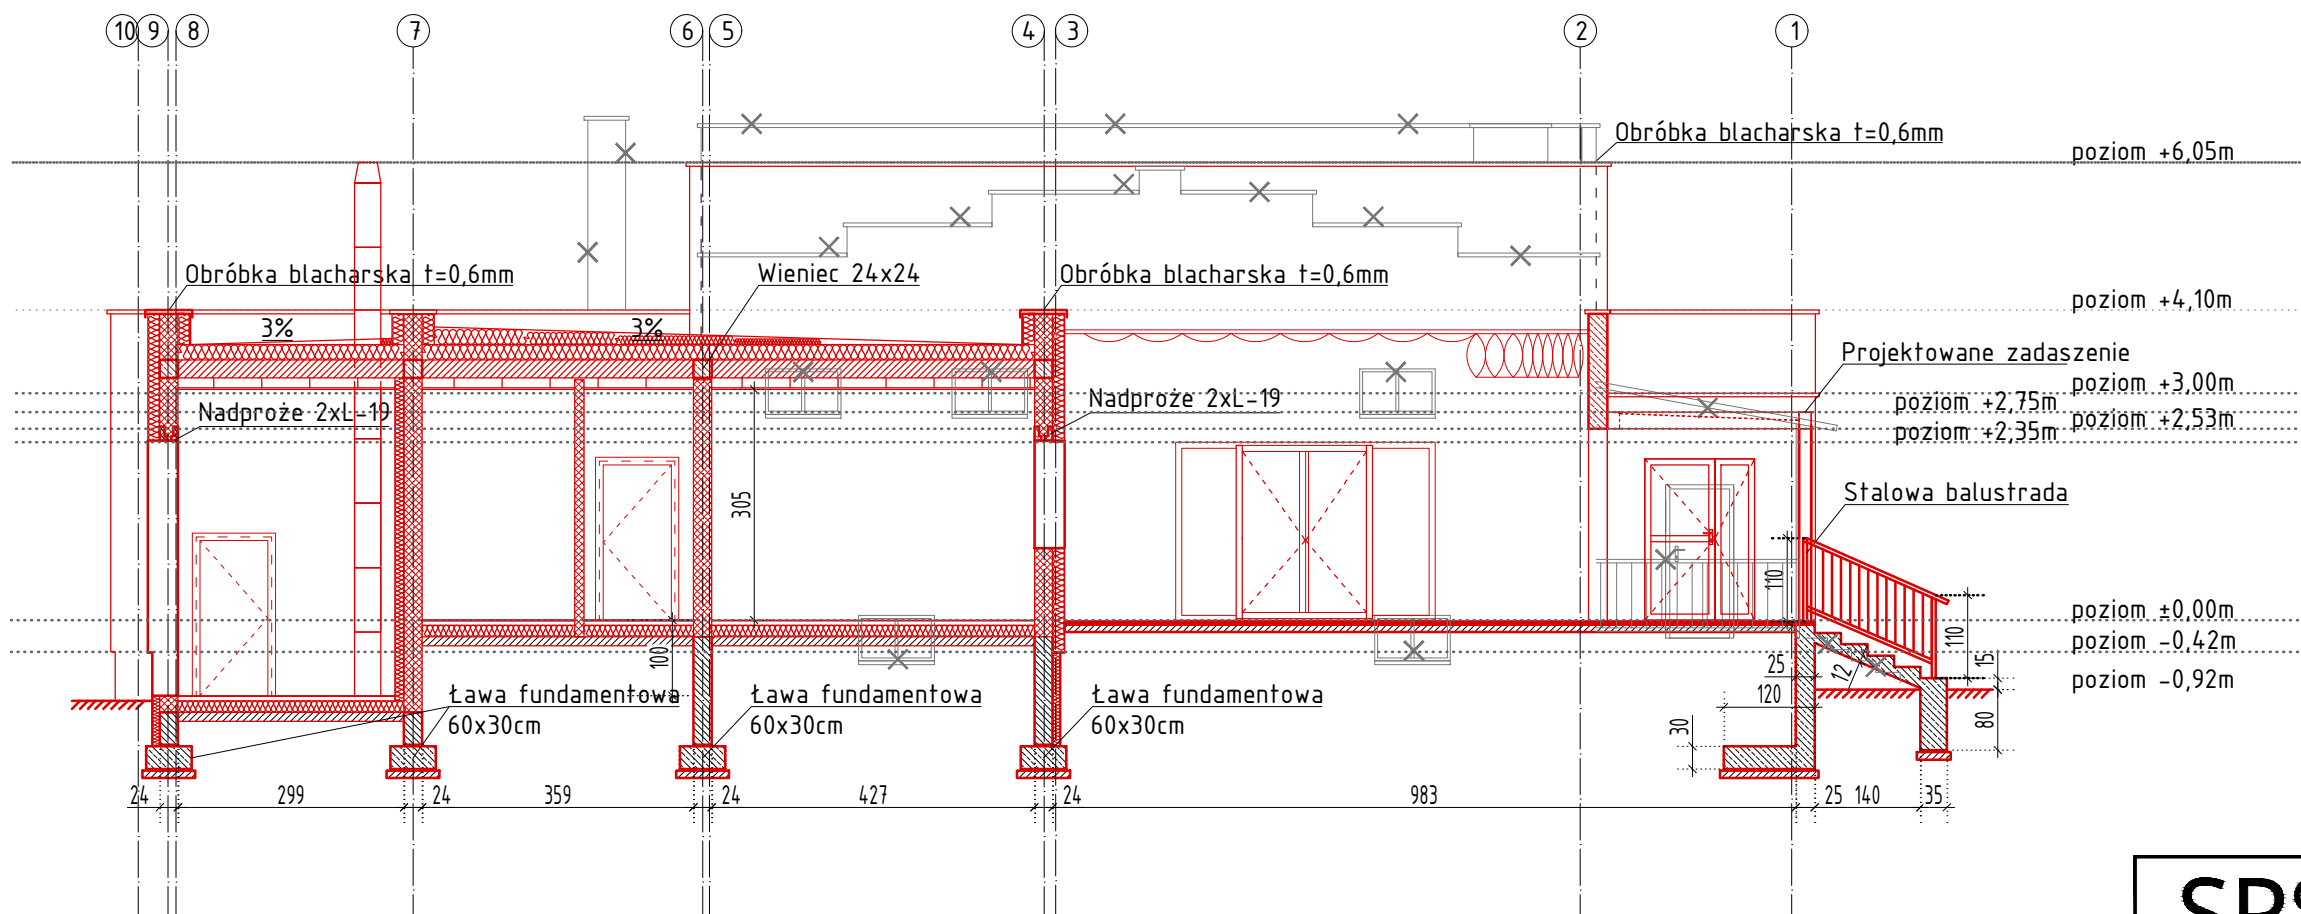 10 9 8 7 6 5 4 3 2 1
Obróbka blacharska t=0,6mm
poziom +6,05m
Obróbka blacharska t=0,6mm
Wieniec 24x24
Obróbka blacharska t=0,6mm
poziom +4,10m
3%
3%
Projektowane zadaszenie
poziom +3,00m
Nadproże 2xL-19
Nadproże 2xL-19
poziom +2,75m
poziom +2,53m
poziom +2,35m
305
Stalowa balustrada
110
poziom ±0,00m
110
poziom -0,42m
100
25
12
15
poziom -0,92m
Ława fundamentowa
60x30cm
Ława fundamentowa
60x30cm
Ława fundamentowa
60x30cm
120
30
80
24 299 24 359 24 427 24 983 25 140 35